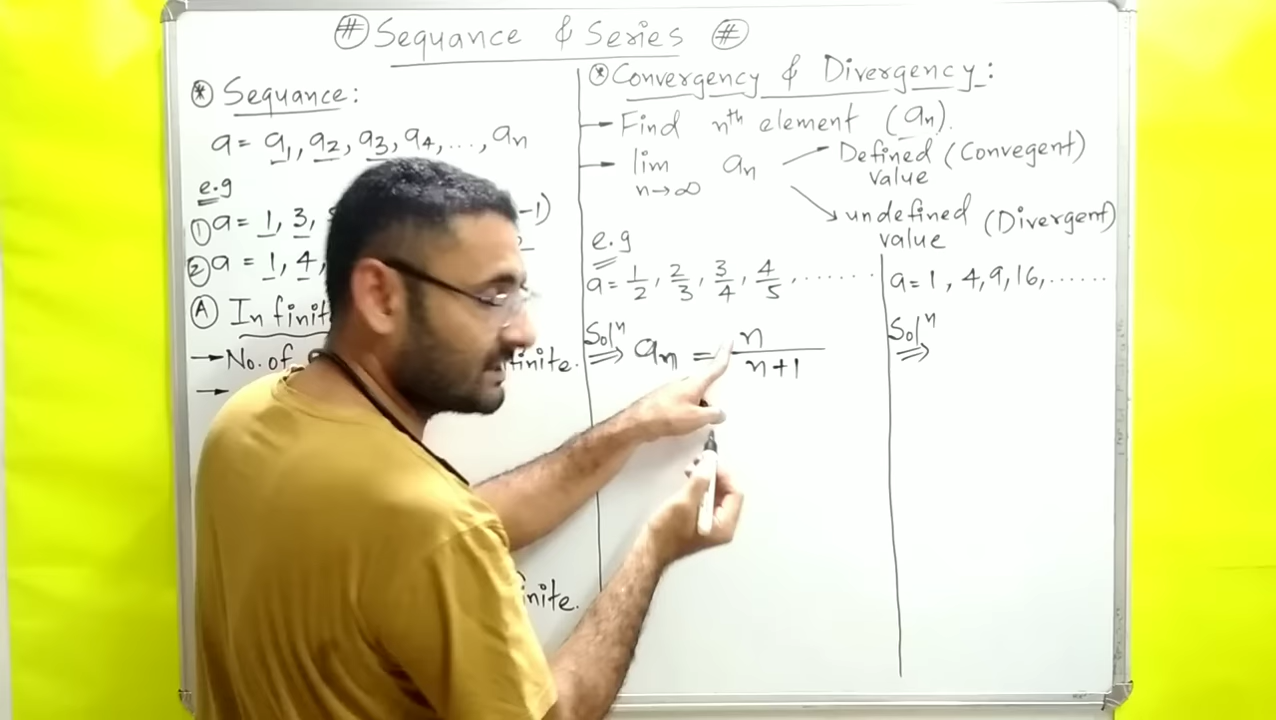 # Sequance & Series #
* Sequance:
a = a₁, a₂, a₃, a₄, ..., aₙ
e.g
① a = 1, 3, -1)
② a = 1, 4,
Ⓐ Infinit
→ No. of finite.
→
finite.
* Convergency & Divergency:
→ Find nth element (aₙ).
→ lim n→∞ aₙ Defined value (Convegent)
undefined value (Divergent)
e.g
a = 1/2, 2/3, 3/4, 4/5, .......
Solⁿ ⇒ aₙ = n/n+1
a = 1, 4, 9, 16, ......
Solⁿ ⇒